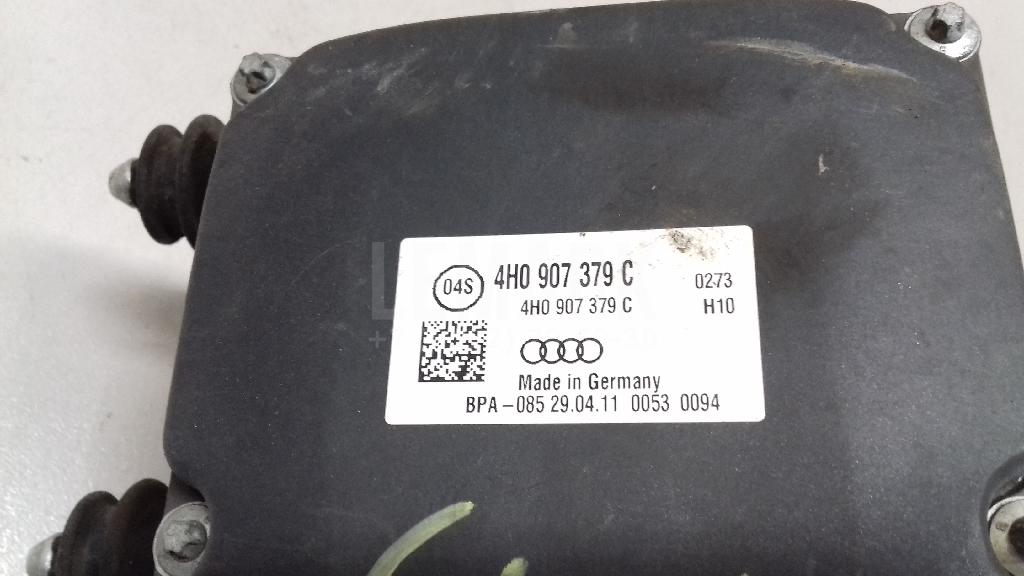 04S 4H0 907 379 C 0273
4H0 907 379 C H10
Made in Germany
BPA-085 29.04.11 0053 0094